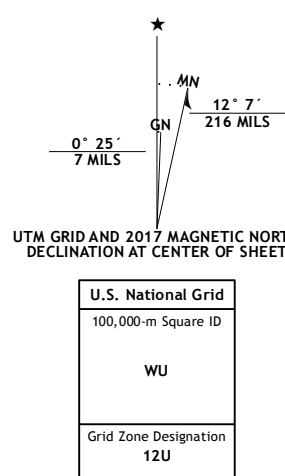 ★
MN
GN
12° 7´
216 MILS
0° 25´
7 MILS
UTM GRID AND 2017 MAGNETIC NORT
DECLINATION AT CENTER OF SHEET
U.S. National Grid
100,000-m Square ID
WU
Grid Zone Designation
12U